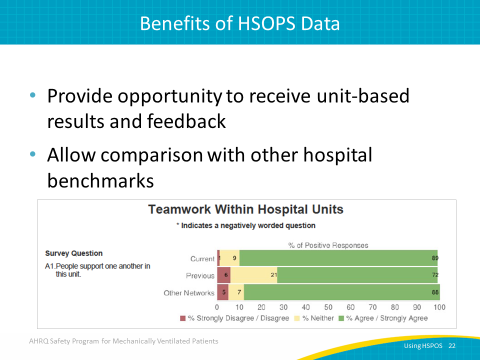 Benefits of HSOPS Data
• Provide opportunity to receive unit-based
results and feedback
• Allow comparison with other hospital
benchmarks
Teamwork Within Hospital Units
* Indicates a negatively worded question
% of Positive Responses
Survey Question
A1.People support one another in
this unit.
Current 1 9 89
Previous 6 21 72
Other Networks 5 7 88
0 10 20 30 40 50 60 70 80 90 100
% Strongly Disagree / Disagree % Neither % Agree / Strongly Agree
AHRQ Safety Program for Mechanically Ventilated Patients
Using HSPOS 22